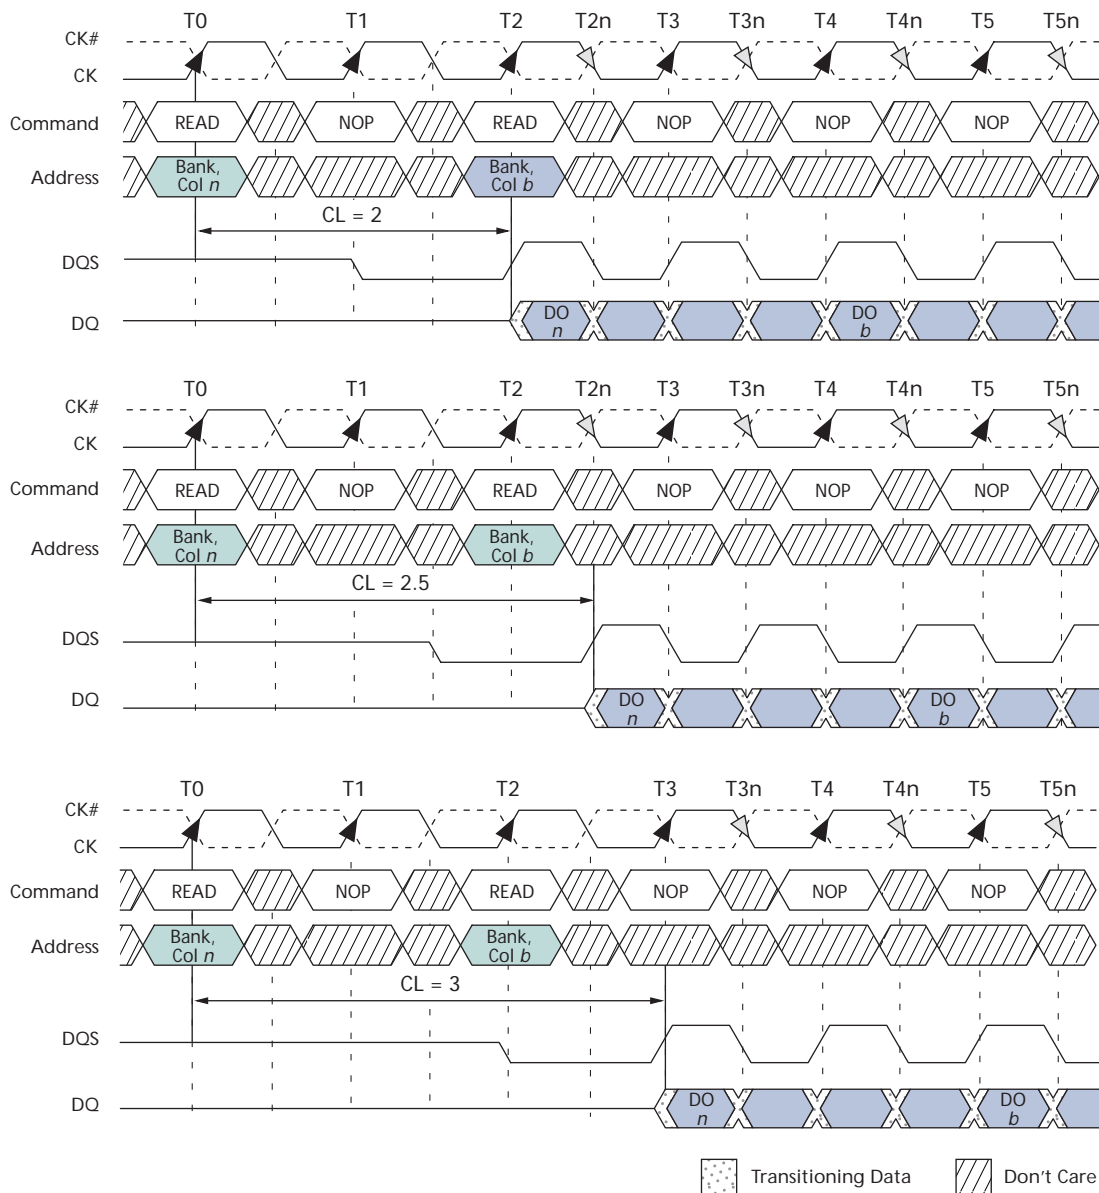 T0 T1 T2 T2n T3 T3n T4 T4n T5 T5n
CK#
CK
Command READ NOP READ NOP NOP NOP
Address Bank, Col n Bank, Col b
CL = 2
DQS
DQ DO n DO b
T0 T1 T2 T2n T3 T3n T4 T4n T5 T5n
CK#
CK
Command READ NOP READ NOP NOP NOP
Address Bank, Col n Bank, Col b
CL = 2.5
DQS
DQ DO n DO b
T0 T1 T2 T3 T3n T4 T4n T5 T5n
CK#
CK
Command READ NOP READ NOP NOP NOP
Address Bank, Col n Bank, Col b
CL = 3
DQS
DQ DO n DO b
Transitioning Data Don't Care